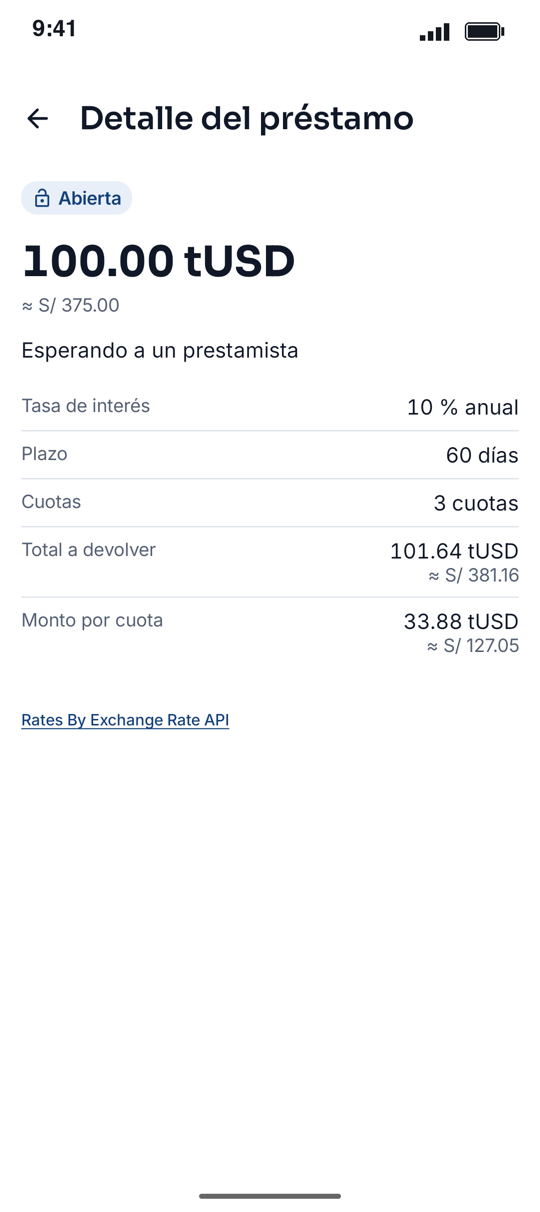 9:41
Detalle del préstamo
Abierta
100.00 tUSD
≈ S/ 375.00
Esperando a un prestamista
Tasa de interés 10 % anual
Plazo 60 días
Cuotas 3 cuotas
Total a devolver 101.64 tUSD
≈ S/ 381.16
Monto por cuota 33.88 tUSD
≈ S/ 127.05
Rates By Exchange Rate API